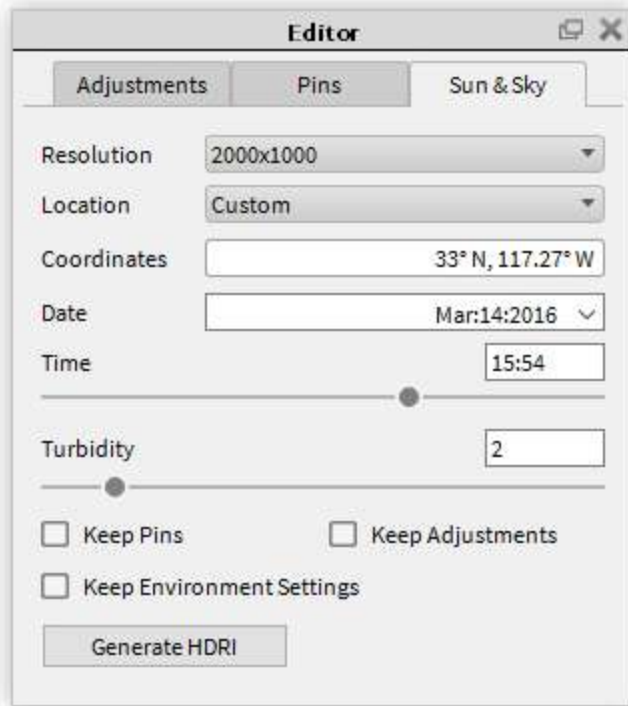 Editor
Adjustments Pins Sun & Sky
Resolution 2000x1000
Location Custom
Coordinates 33° N, 117.27° W
Date Mar:14:2016
Time 15:54
Turbidity 2
Keep Pins Keep Adjustments
Keep Environment Settings
Generate HDRI